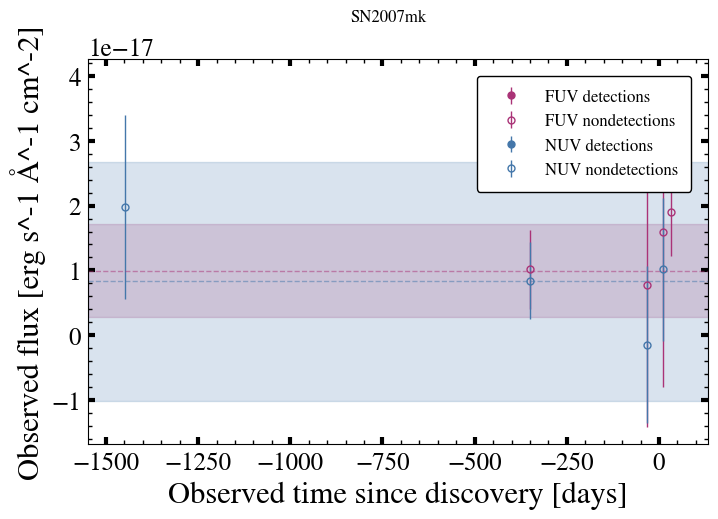 SN2007mk
1e−17
4
3
2
1
0
−1
Observed flux [erg s^-1 Å^-1 cm^-2]
FUV detections
FUV nondetections
NUV detections
NUV nondetections
−1500 −1250 −1000 −750 −500 −250 0
Observed time since discovery [days]